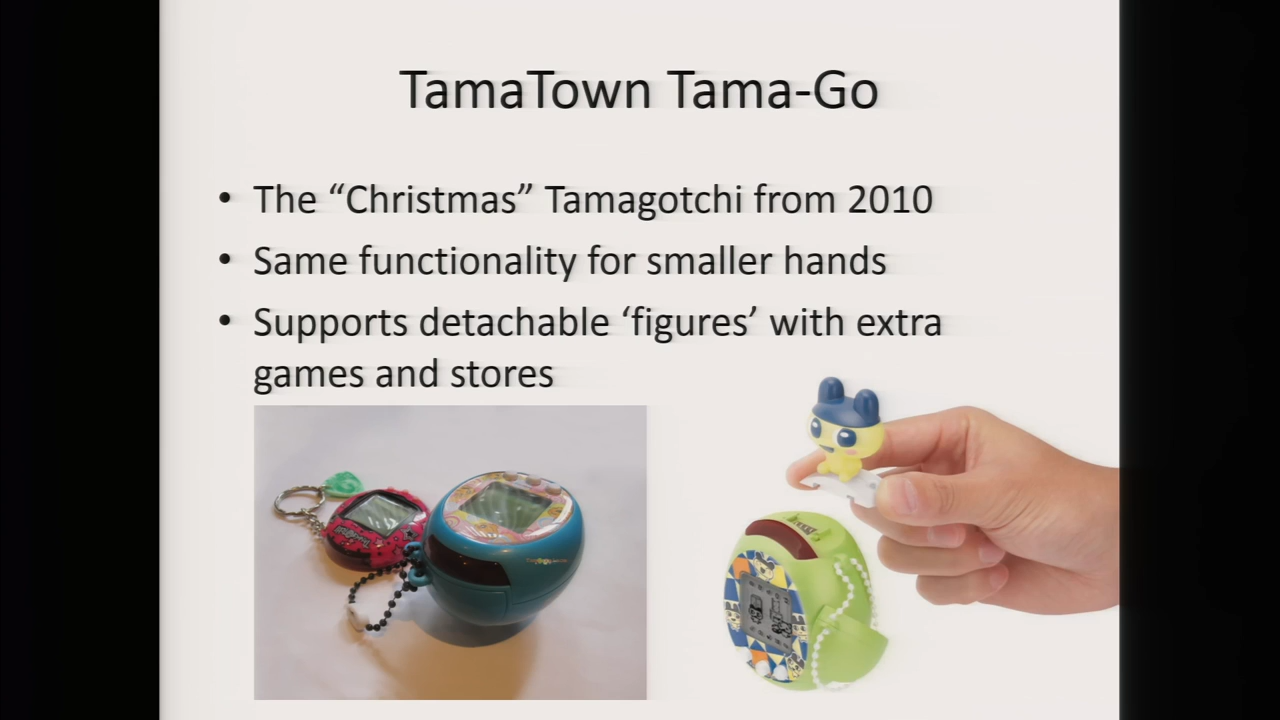 TamaTown Tama-Go
• The “Christmas” Tamagotchi from 2010
• Same functionality for smaller hands
• Supports detachable ‘figures’ with extra
games and stores